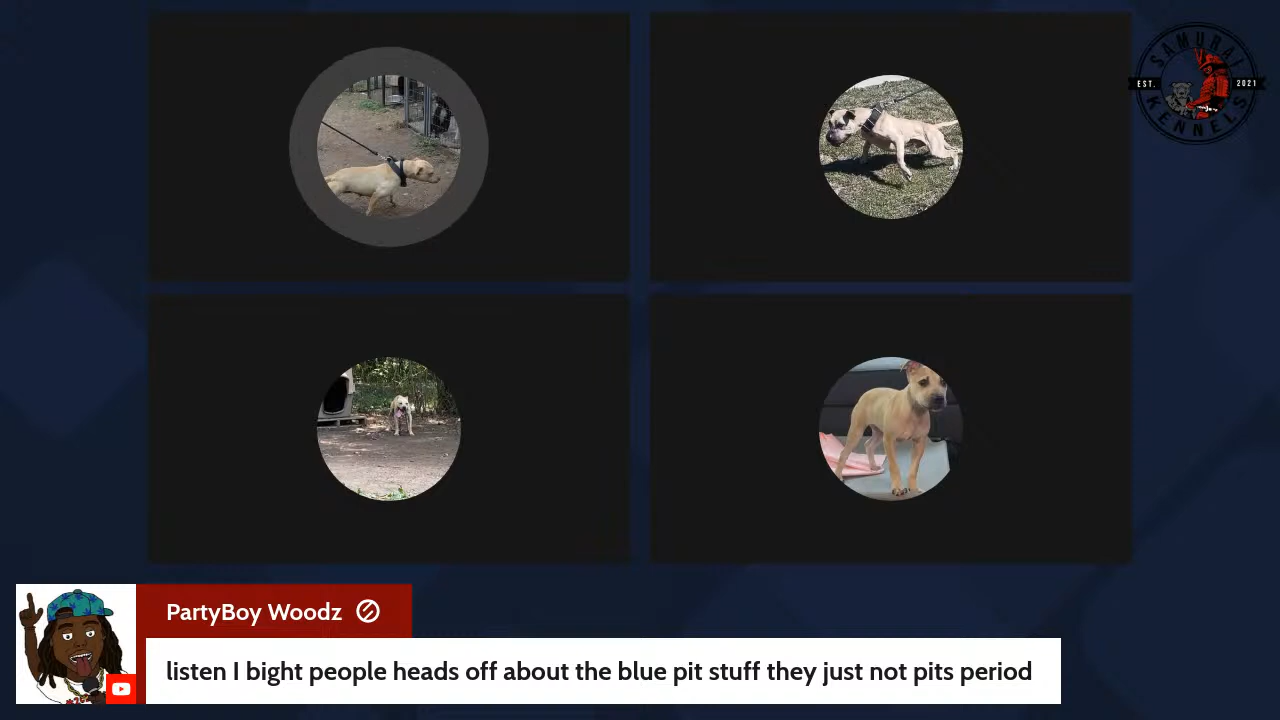 SAMURAI
EST. 2021
KENNELS
PartyBoy Woodz
listen I bight people heads off about the blue pit stuff they just not pits period